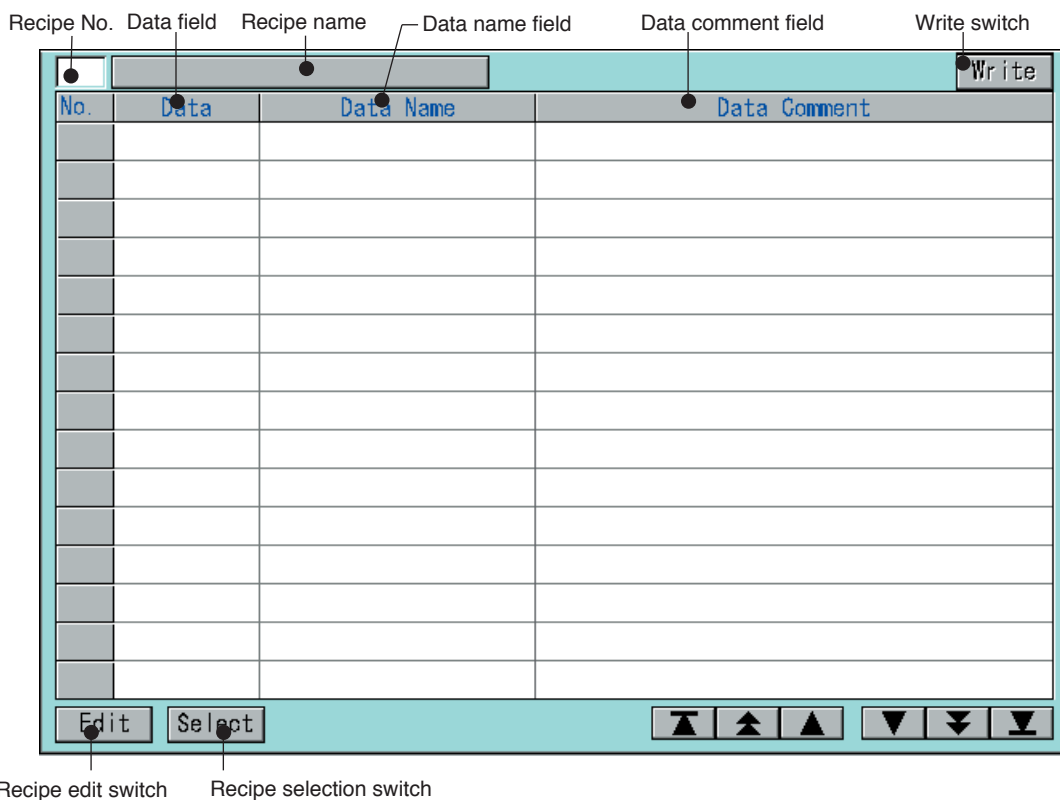 Recipe No. Data field Recipe name Data name field Data comment field Write switch
Write
No. Data Data Name Data Comment
Edit Select
Recipe edit switch Recipe selection switch